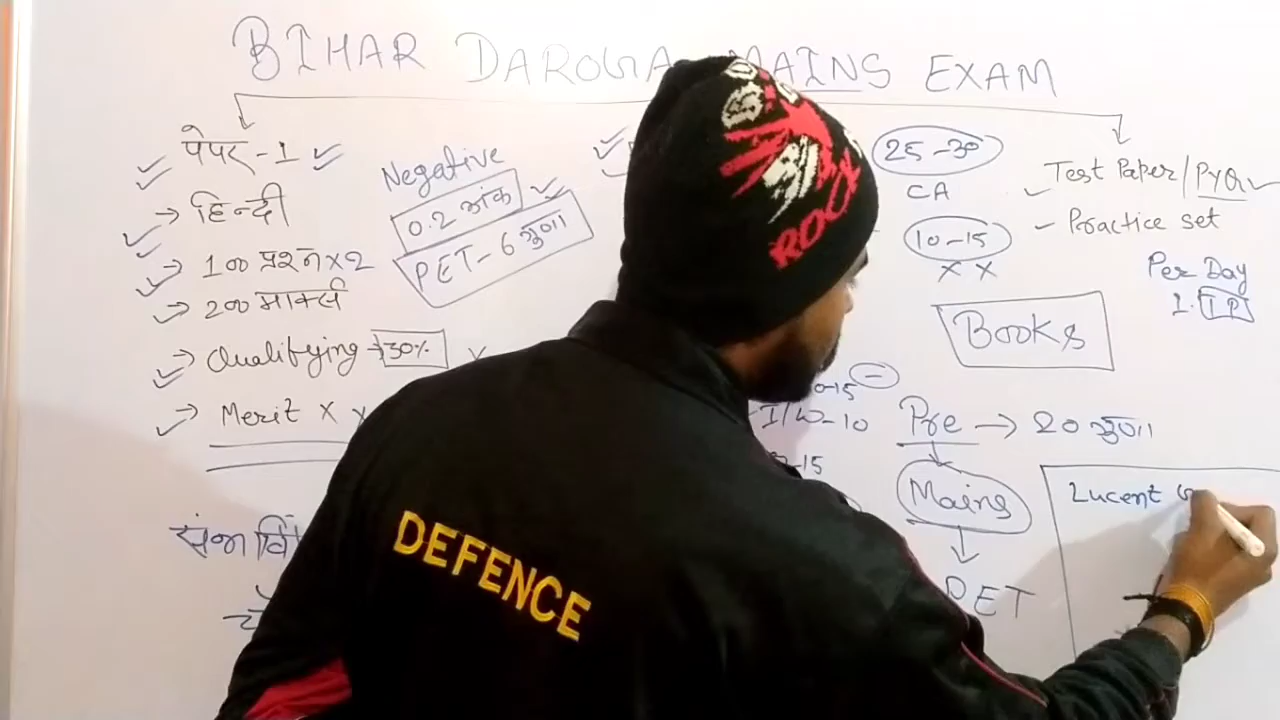 BIHAR DAROGA MAINS EXAM
पेपर-1
हिन्दी
100 प्रश्न×2
200 मार्क्स
Qualifying → 30%
Merit × ×
Negative
0.2 अंक
PET-6 गुणा
25-30
CA
10-15
× ×
Books
Test Paper/PYQ
Practice set
Per Day
1. TP
I/W-10
Pre → 20 गुणा
Mains
PET
Lucent
DEFENCE
ROCK